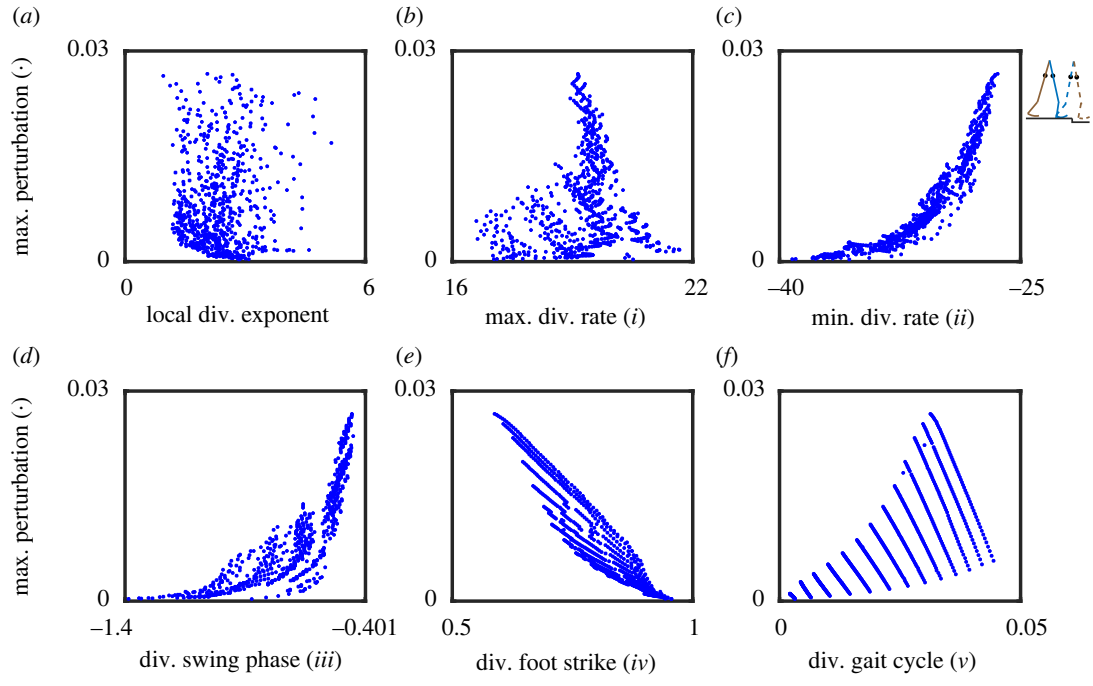 (a)
(b)
(c)
max. perturbation (·)
0.03
0
0
6
local div. exponent
0.03
0
16
22
max. div. rate (i)
0.03
0
–40
–25
min. div. rate (ii)
(d)
(e)
(f)
max. perturbation (·)
0.03
0
–1.4
–0.401
div. swing phase (iii)
0.03
0
0.5
1
div. foot strike (iv)
0.03
0
0
0.05
div. gait cycle (v)